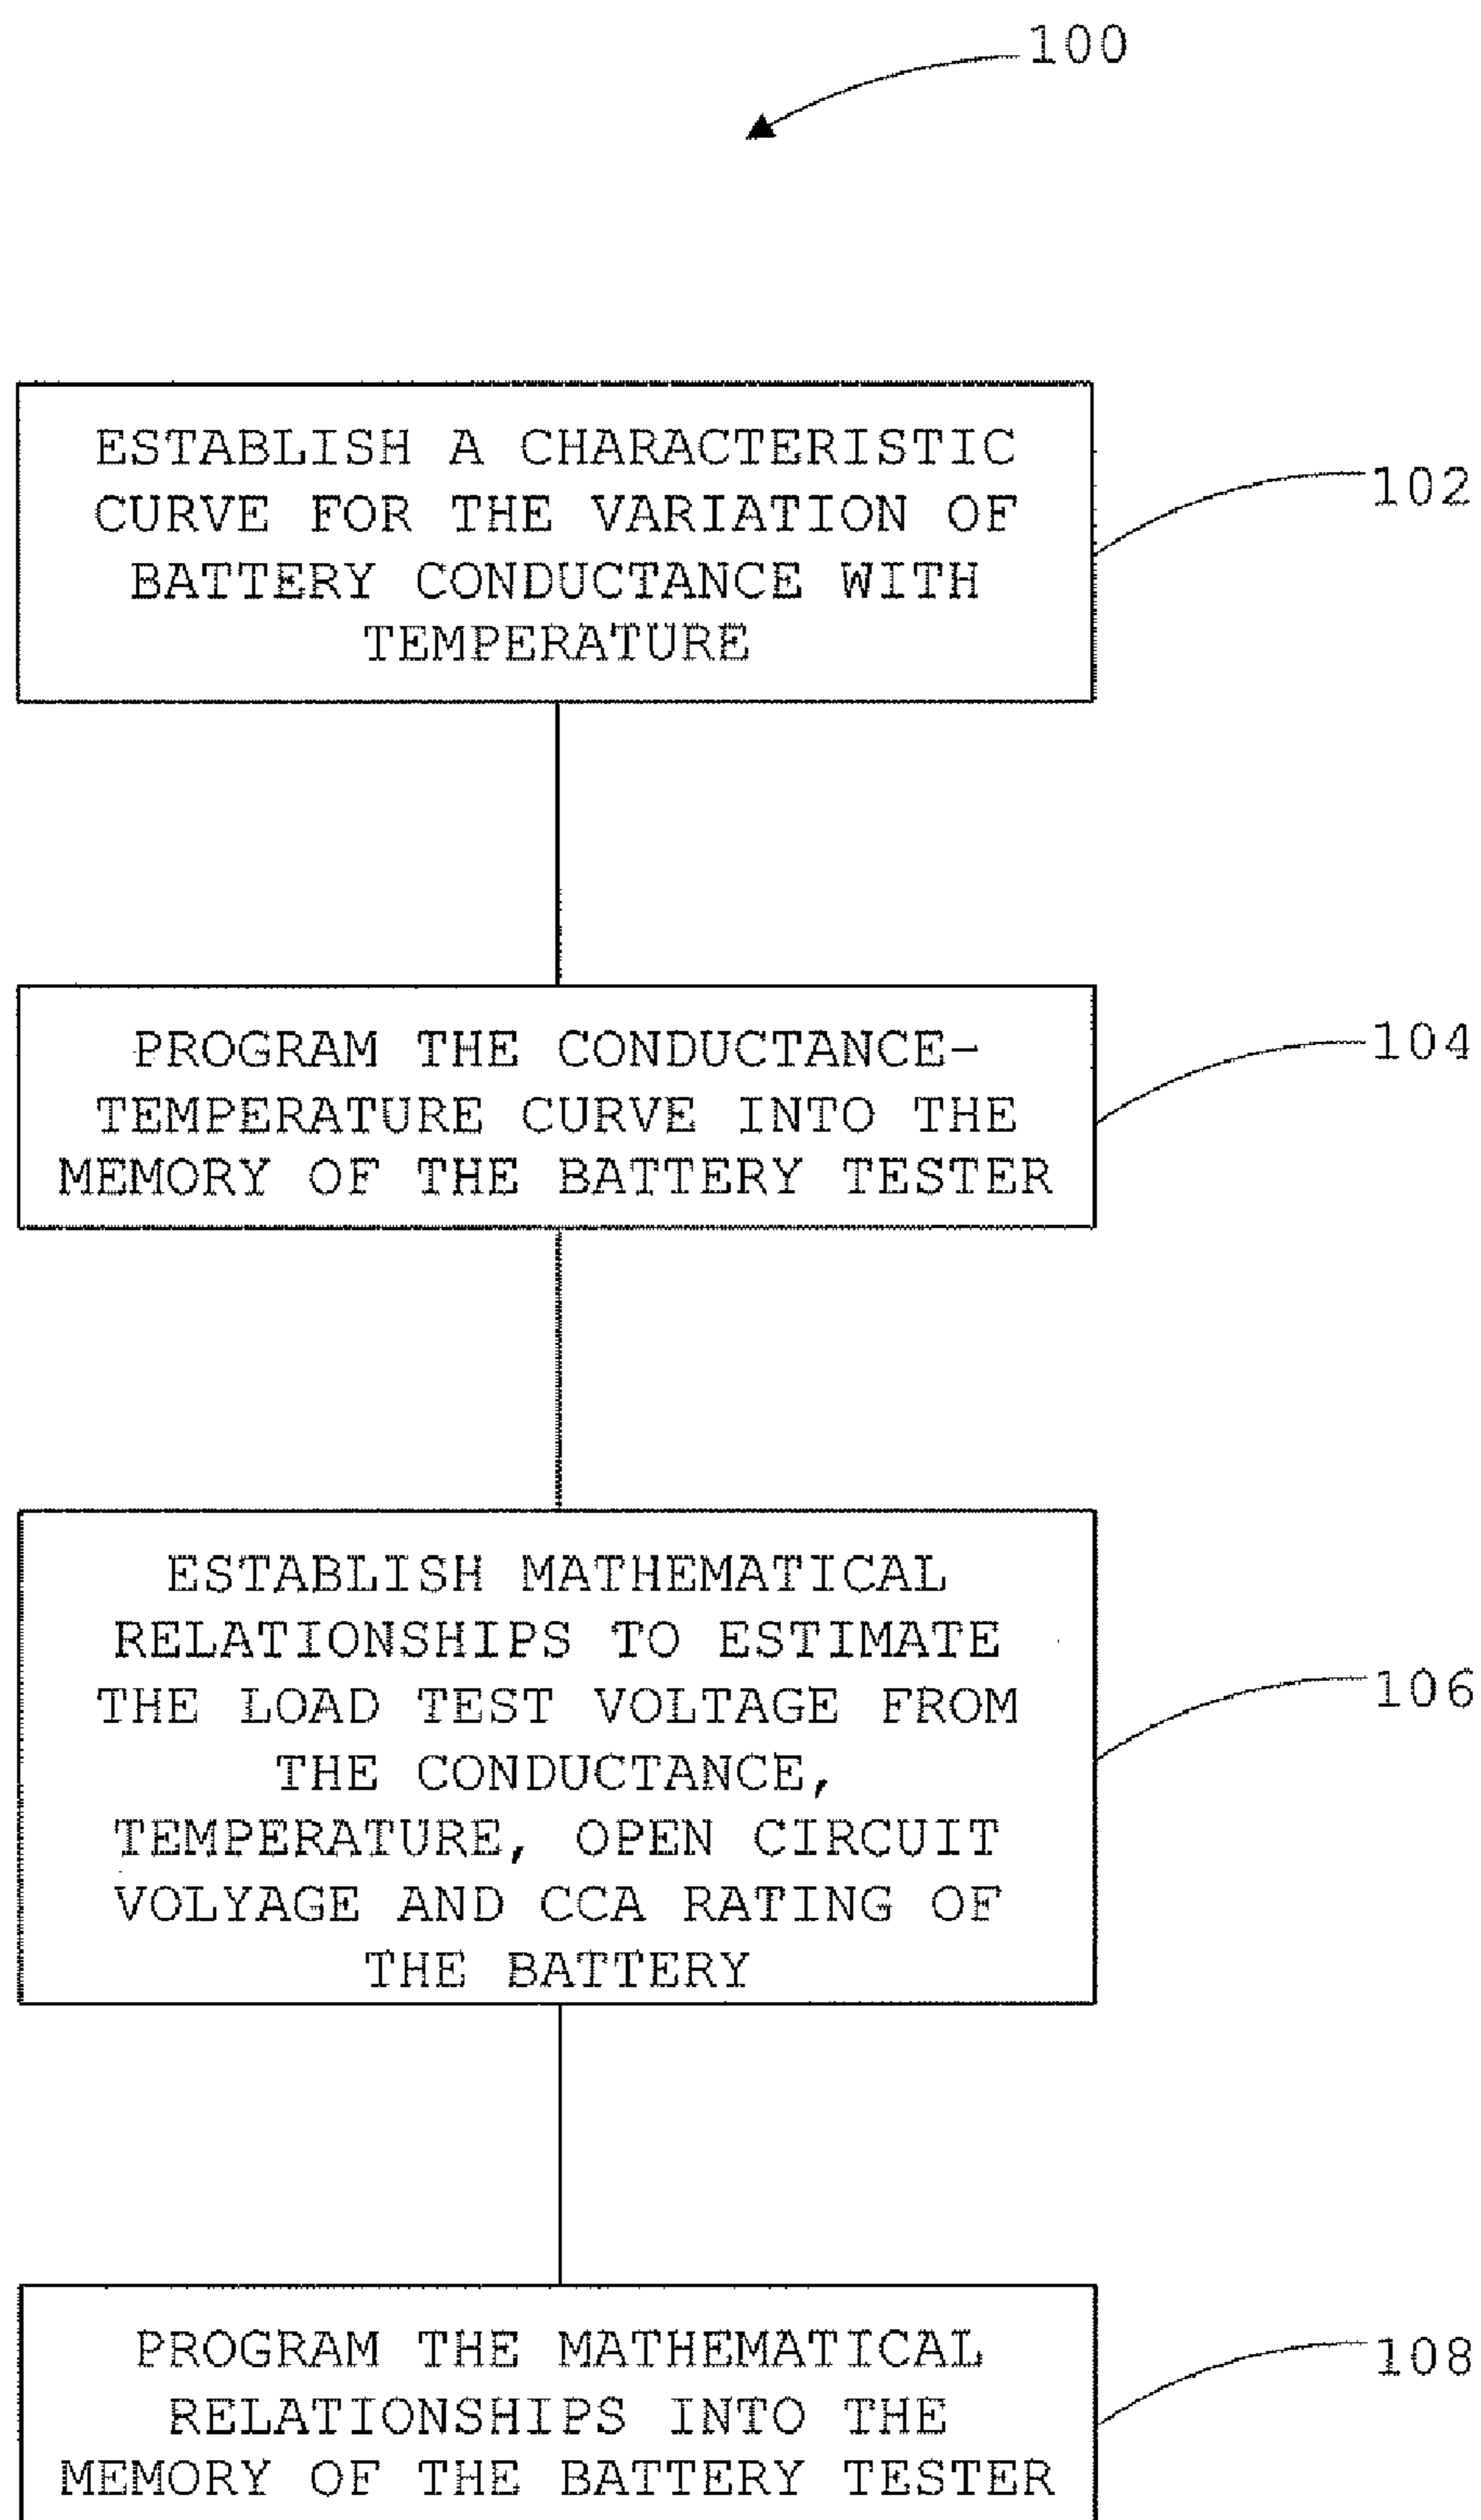 100
ESTABLISH A CHARACTERISTIC
CURVE FOR THE VARIATION OF
BATTERY CONDUCTANCE WITH
TEMPERATURE
102
PROGRAM THE CONDUCTANCE-
TEMPERATURE CURVE INTO THE
MEMORY OF THE BATTERY TESTER
104
ESTABLISH MATHEMATICAL
RELATIONSHIPS TO ESTIMATE
THE LOAD TEST VOLTAGE FROM
THE CONDUCTANCE,
TEMPERATURE, OPEN CIRCUIT
VOLYAGE AND CCA RATING OF
THE BATTERY
106
PROGRAM THE MATHEMATICAL
RELATIONSHIPS INTO THE
MEMORY OF THE BATTERY TESTER
108